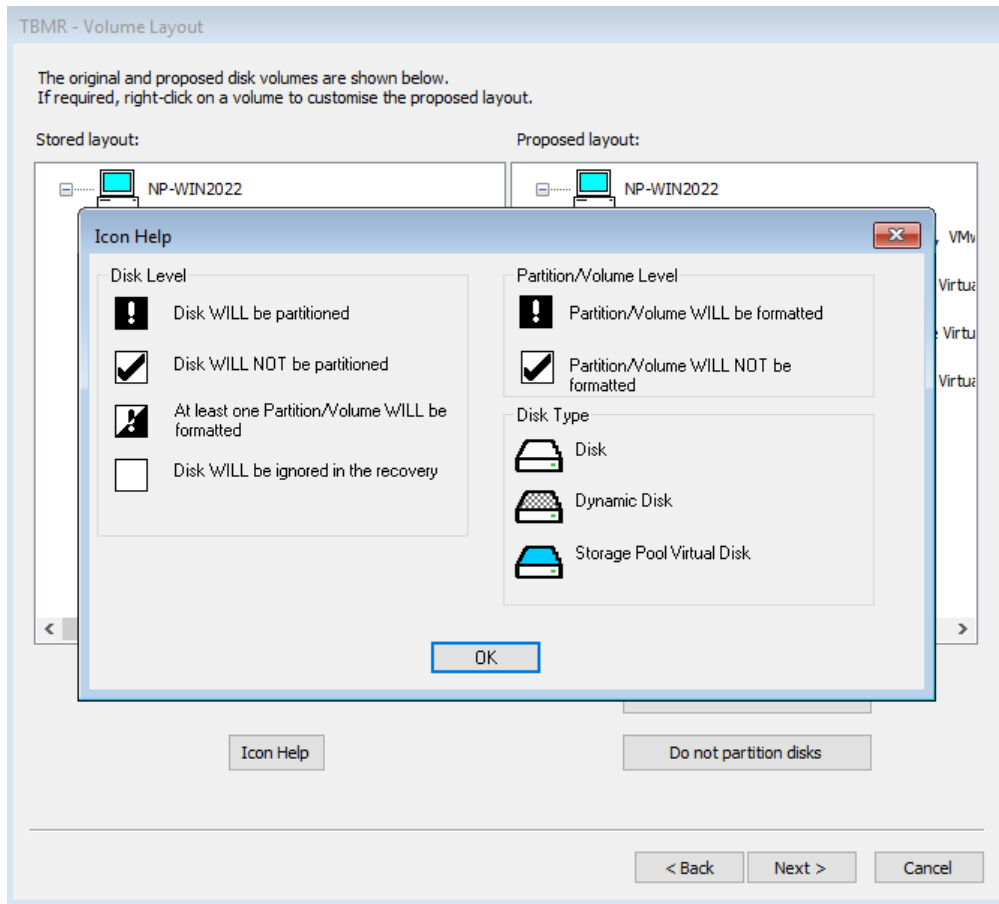 TBMR - Volume Layout
The original and proposed disk volumes are shown below.
If required, right-click on a volume to customise the proposed layout.
Stored layout:
Proposed layout:
NP-WIN2022
NP-WIN2022
Icon Help
Disk Level
Disk WILL be partitioned
Disk WILL NOT be partitioned
At least one Partition/Volume WILL be
formatted
Disk WILL be ignored in the recovery
Partition/Volume Level
Partition/Volume WILL be formatted
Partition/Volume WILL NOT be
formatted
Disk Type
Disk
Dynamic Disk
Storage Pool Virtual Disk
OK
, VMw
Virtua
Virtu
Virtua
Icon Help
Do not partition disks
< Back
Next >
Cancel